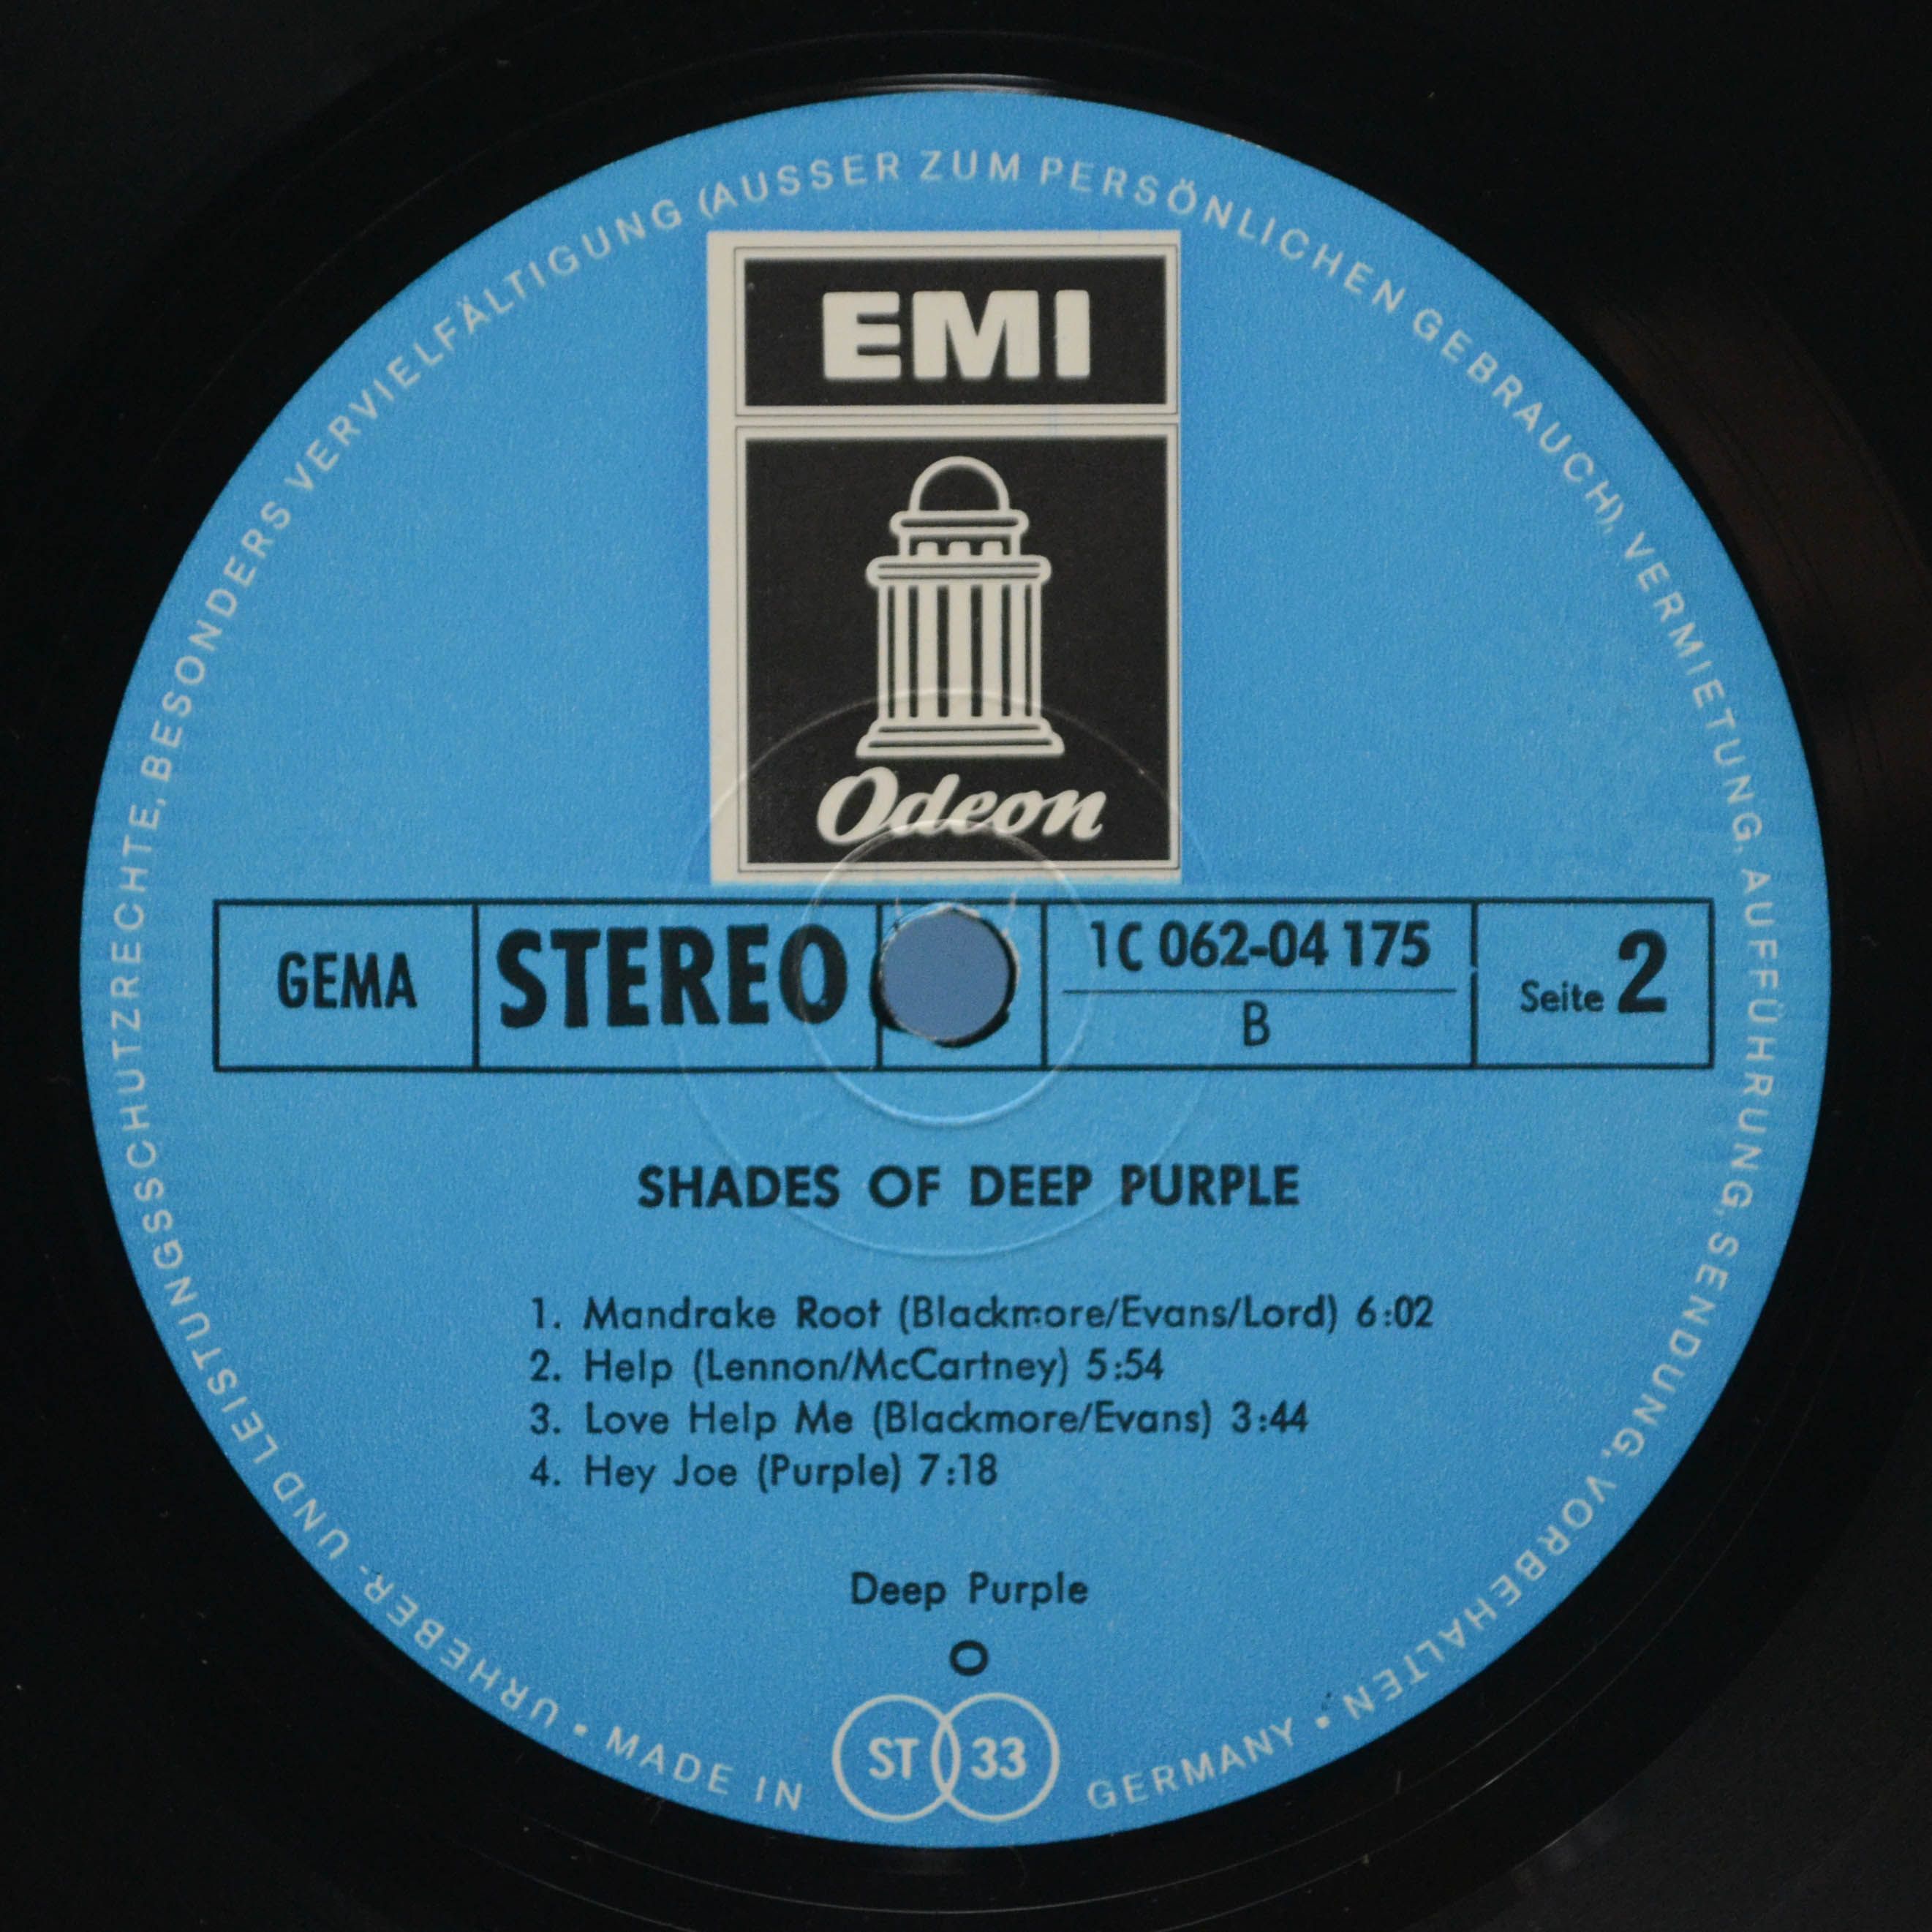 URHEBER- UND LEISTUNGSSCHUTZRECHTE, BESONDERS VERVIELFÄLTIGUNG (AUSSER ZUM PERSÖNLICHEN GEBRAUCH), VERMIETUNG, AUFFÜHRUNG, SENDUNG, VORBEHALTEN •
EMI
Odeon
GEMA
STEREO
1C 062-04 175
B
Seite 2
SHADES OF DEEP PURPLE
1. Mandrake Root (Blackmore/Evans/Lord) 6:02
2. Help (Lennon/McCartney) 5:54
3. Love Help Me (Blackmore/Evans) 3:44
4. Hey Joe (Purple) 7:18
Deep Purple
O
• MADE IN ST 33 GERMANY